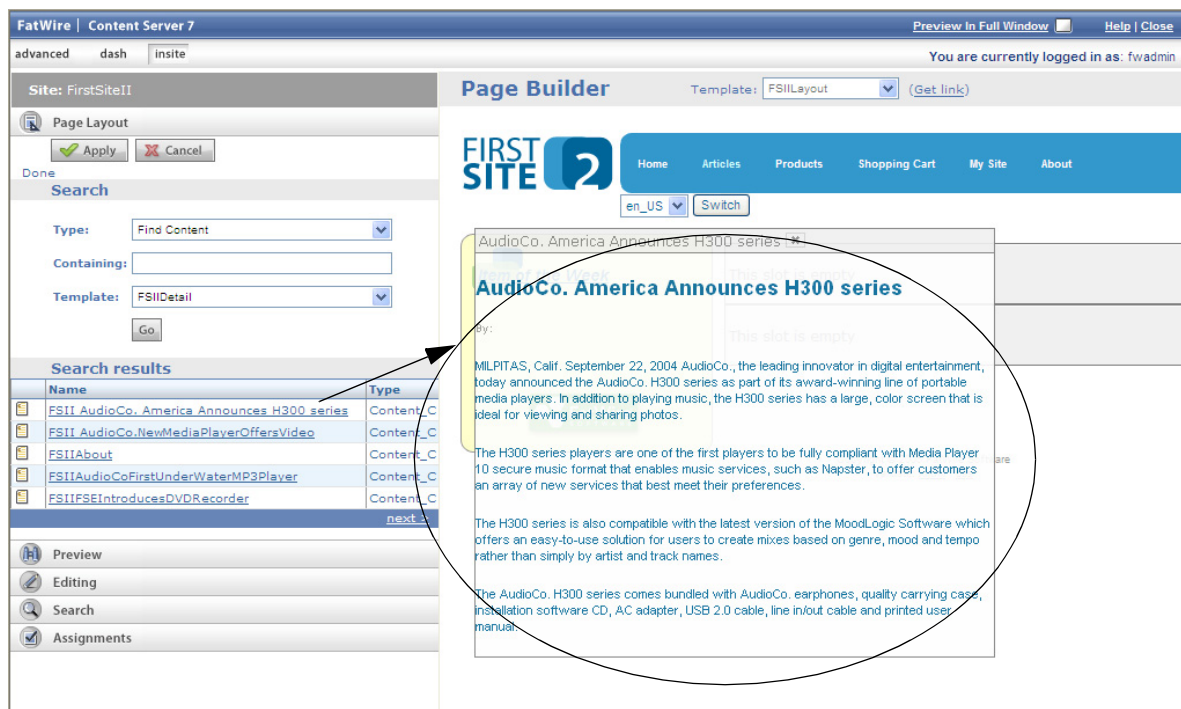 FatWire | Content Server 7
Preview In Full Window
Help | Close
advanced dash insite
You are currently logged in as: fwadmin
Site: FirstSiteII
Page Builder
Template: FSIILayout (Get link)
Page Layout
Apply Cancel
Done
Search
Type: Find Content
Containing:
Template: FSIIDetail
Go
Search results
Name Type
FSII AudioCo. America Announces H300 series Content_C
FSII AudioCo.NewMediaPlayerOffersVideo Content_C
FSIIAbout Content_C
FSIIAudioCoFirstUnderWaterMP3Player Content_C
FSIIFSEIntroducesDVDRecorder Content_C
next >
Preview
Editing
Search
Assignments
FIRST
SITE 2
Home Articles Products Shopping Cart My Site About
en_US Switch
AudioCo. America Announces H300 series
Item of the Week
This slot is empty
AudioCo. America Announces H300 series
By:
This slot is empty
MILPITAS, Calif. September 22, 2004 AudioCo., the leading innovator in digital entertainment,
today announced the AudioCo. H300 series as part of its award-winning line of portable
media players. In addition to playing music, the H300 series has a large, color screen that is
ideal for viewing and sharing photos.
The H300 series players are one of the first players to be fully compliant with Media Player
10 secure music format that enables music services, such as Napster, to offer customers
an array of new services that best meet their preferences.
The H300 series is also compatible with the latest version of the MoodLogic Software which
offers an easy-to-use solution for users to create mixes based on genre, mood and tempo
rather than simply by artist and track names.
The AudioCo. H300 series comes bundled with AudioCo. earphones, quality carrying case,
installation software CD, AC adapter, USB 2.0 cable, line in/out cable and printed user
manual.